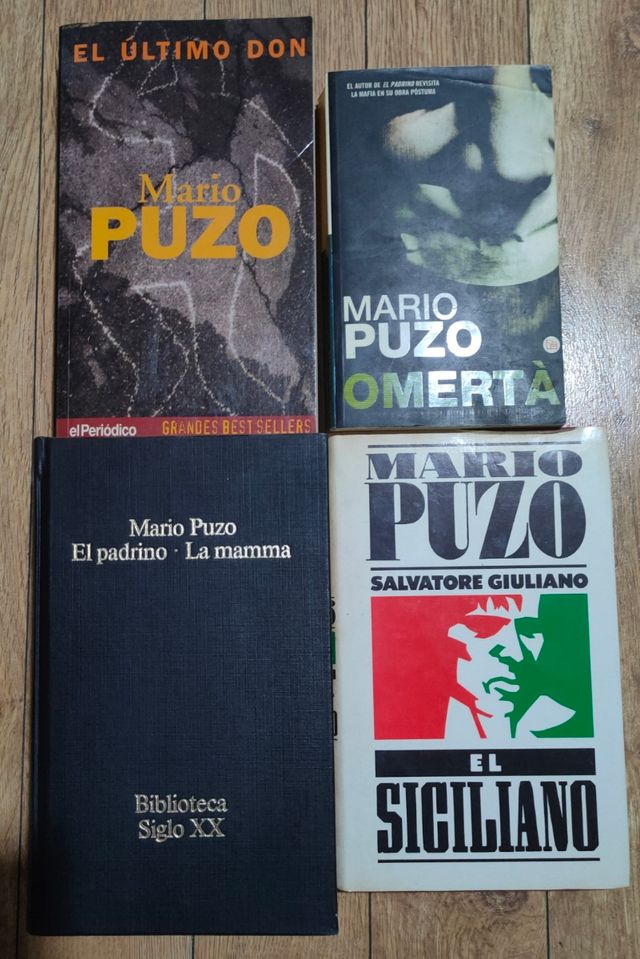 EL ÚLTIMO DON
Mario
PUZO
elPeriódico
GRANDES BEST SELLERS
EL AUTOR DE EL PADRINO REVISITA
LA MAFIA EN SU OBRA PÓSTUMA
MARIO
PUZO
OMERTÀ
Mario Puzo
El padrino · La mamma
Biblioteca
Siglo XX
MARIO
PUZO
SALVATORE GIULIANO
EL
SICILIANO